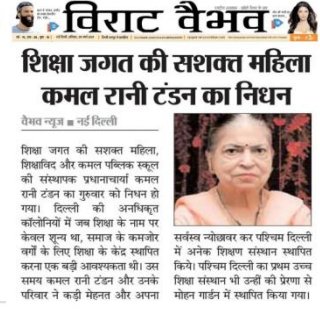 विराट वैभव
शिक्षा जगत की सशक्त महिला
कमल रानी टंडन का निधन
वैभव न्यूज ■ नई दिल्ली
शिक्षा जगत की सशक्त महिला,
शिक्षाविद और कमल पब्लिक स्कूल
की संस्थापक प्रधानाचार्या कमल
रानी टंडन का गुरुवार को निधन हो
गया। दिल्ली की अनधिकृत
कॉलोनियों में जब शिक्षा के नाम पर
केवल शून्य था, समाज के कमजोर
वर्गों के लिए शिक्षा के केंद्र स्थापित
करना एक बड़ी आवश्यकता थी। उस
समय कमल रानी टंडन और उनके
परिवार ने कड़ी मेहनत और अपना
सर्वस्व न्योछावर कर पश्चिम दिल्ली
में अनेक शिक्षण संस्थान स्थापित
किये। पश्चिम दिल्ली का प्रथम उच्च
शिक्षा संस्थान भी उन्हीं की प्रेरणा से
मोहन गार्डन में स्थापित किया गया।